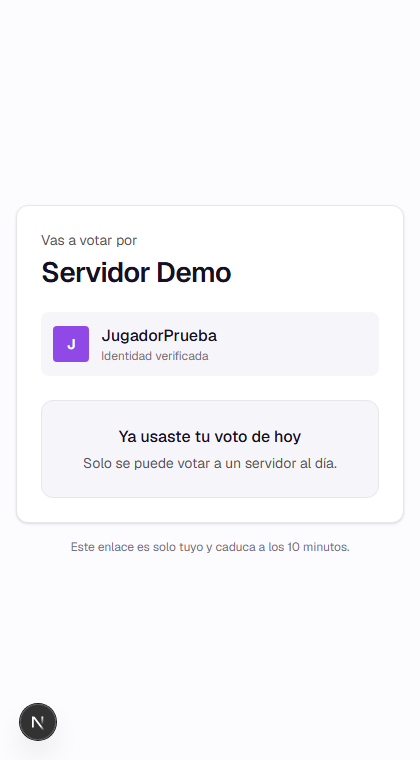 Vas a votar por
Servidor Demo
J
JugadorPrueba
Identidad verificada
Ya usaste tu voto de hoy
Solo se puede votar a un servidor al día.
Este enlace es solo tuyo y caduca a los 10 minutos.
N